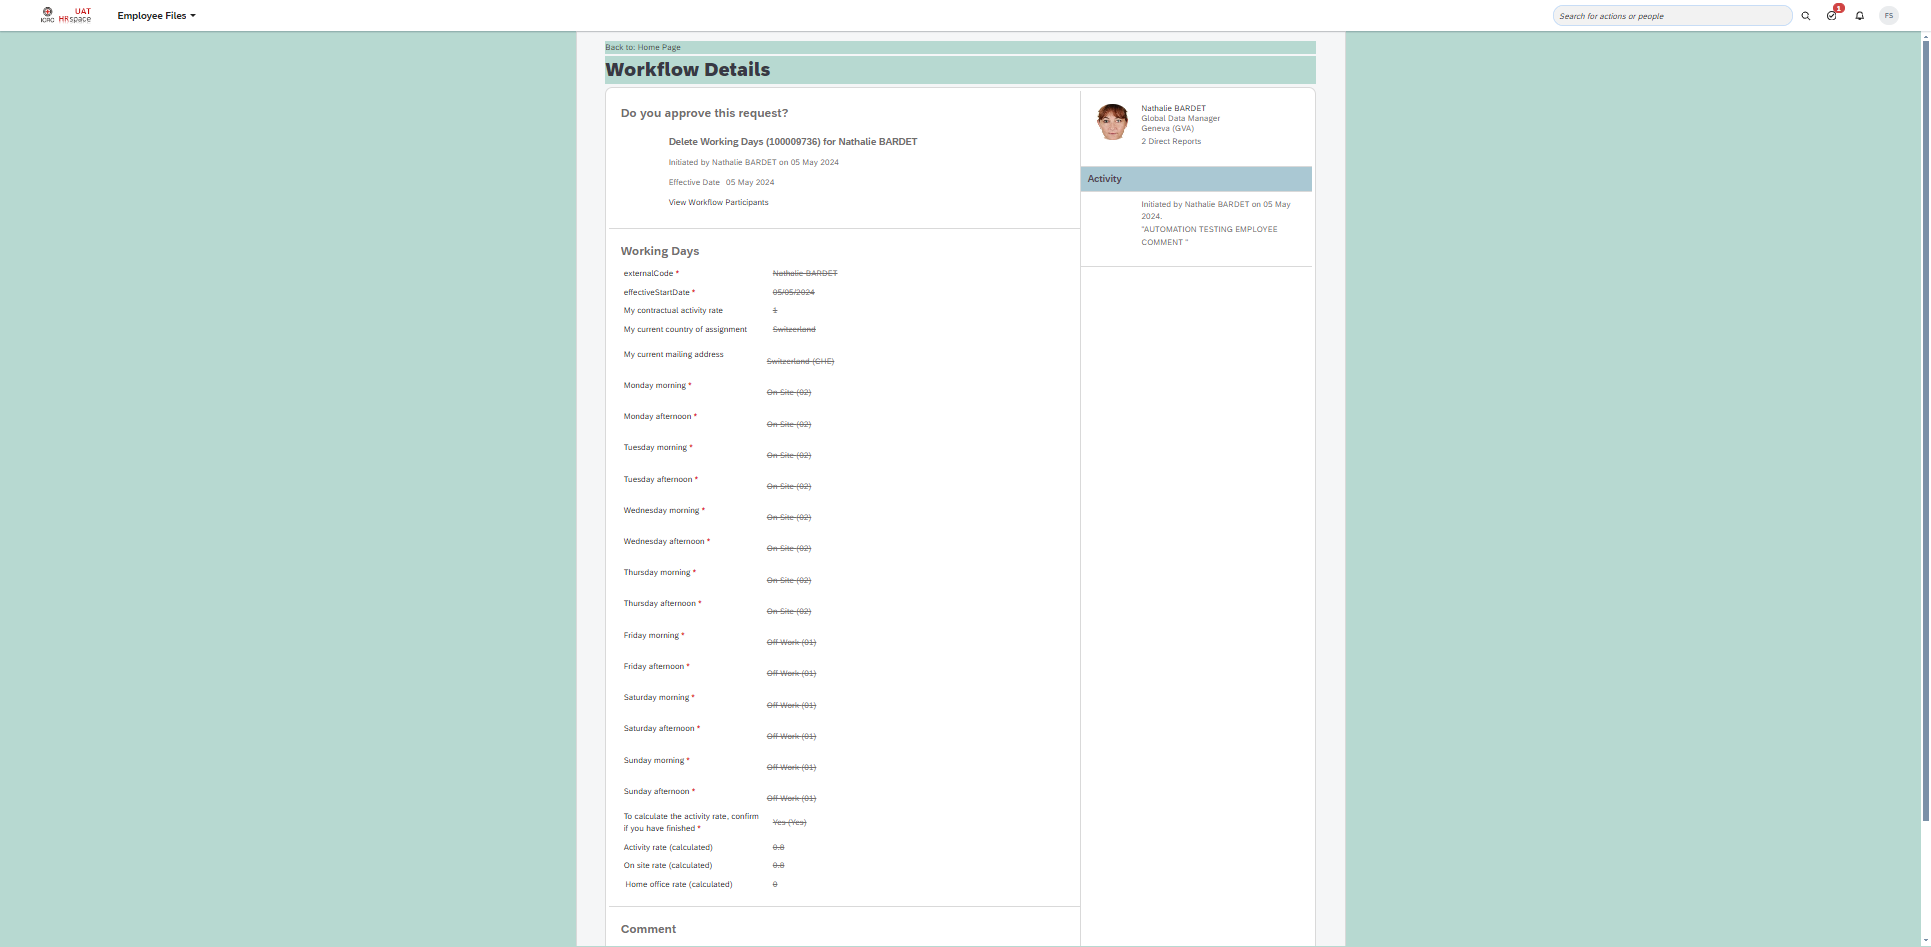 ICRC
UAT
HRspace
Employee Files
Search for actions or people
1
FS
Back to: Home Page
Workflow Details
Do you approve this request?
Delete Working Days (100009736) for Nathalie BARDET
Initiated by Nathalie BARDET on 05 May 2024
Effective Date 05 May 2024
View Workflow Participants
Nathalie BARDET
Global Data Manager
Geneva (GVA)
2 Direct Reports
Activity
Initiated by Nathalie BARDET on 05 May
2024.
"AUTOMATION TESTING EMPLOYEE
COMMENT "
Working Days
externalCode * Nathalie BARDET
effectiveStartDate * 05/05/2024
My contractual activity rate 1
My current country of assignment Switzerland
My current mailing address Switzerland (CHE)
Monday morning * On Site (02)
Monday afternoon * On Site (02)
Tuesday morning * On Site (02)
Tuesday afternoon * On Site (02)
Wednesday morning * On Site (02)
Wednesday afternoon * On Site (02)
Thursday morning * On Site (02)
Thursday afternoon * On Site (02)
Friday morning * Off Work (01)
Friday afternoon * Off Work (01)
Saturday morning * Off Work (01)
Saturday afternoon * Off Work (01)
Sunday morning * Off Work (01)
Sunday afternoon * Off Work (01)
To calculate the activity rate, confirm
if you have finished * Yes (Yes)
Activity rate (calculated) 0.8
On site rate (calculated) 0.8
Home office rate (calculated) 0
Comment